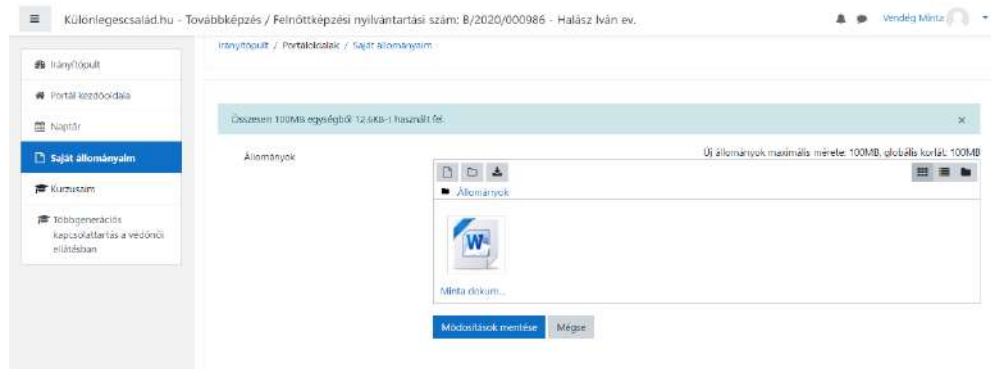 Különlegescsalád.hu - Továbbképzés / Felnőttképzési nyilvántartási szám: B/2020/000986 - Halász Iván ev.
Vendég Minta
Irányítópult / Portáloldalak / Saját állományaim
Irányítópult
Portál kezdőoldala
Naptár
Saját állományaim
Kurzusaim
Többgenerációs
kapcsolattartás a védőnői
ellátásban
Összesen 100MB egységből 12.6KB-t használt fel.
Állományok
Új állományok maximális mérete: 100MB, globális korlát: 100MB
Állományok
W
Minta dokum...
Módosítások mentése
Mégse